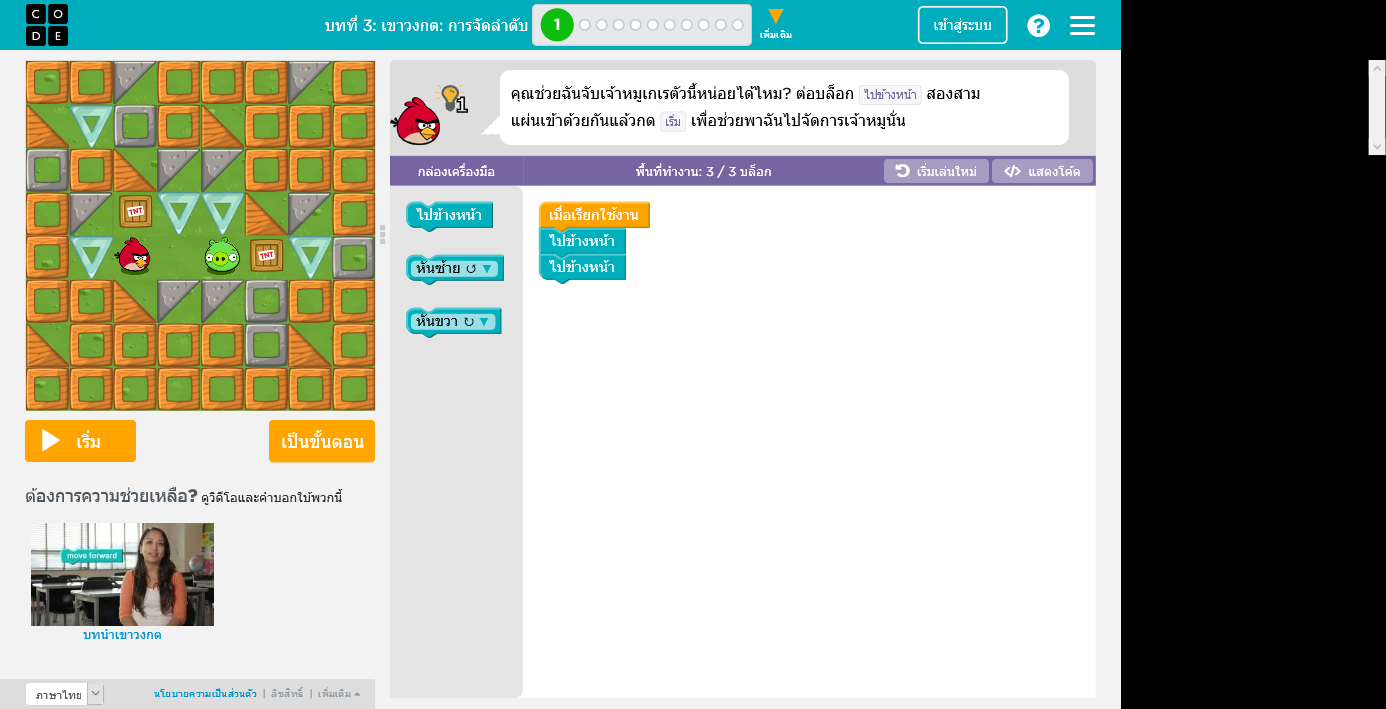 CODE
บทที่ 3: เขาวงกต: การจัดลำดับ
1
เพิ่มเติม
เข้าสู่ระบบ
?
1
คุณช่วยฉันจับเจ้าหมูเกเรตัวนี้หน่อยได้ไหม? ต่อบล็อก ไปข้างหน้า สองสาม
แผ่นเข้าด้วยกันแล้วกด เริ่ม เพื่อช่วยพาฉันไปจัดการเจ้าหมูนั่น
กล่องเครื่องมือ
พื้นที่ทำงาน: 3 / 3 บล็อก
เริ่มเล่นใหม่
แสดงโค้ด
ไปข้างหน้า
หันซ้าย ↺ ▼
หันขวา ↻ ▼
เมื่อเรียกใช้งาน
ไปข้างหน้า
ไปข้างหน้า
TNT
TNT
เริ่ม
เป็นขั้นตอน
ต้องการความช่วยเหลือ? ดูวิดีโอและคำบอกใบ้พวกนี้
move forward
บทนำเขาวงกต
ภาษาไทย
นโยบายความเป็นส่วนตัว | ลิขสิทธิ์ | เพิ่มเติม